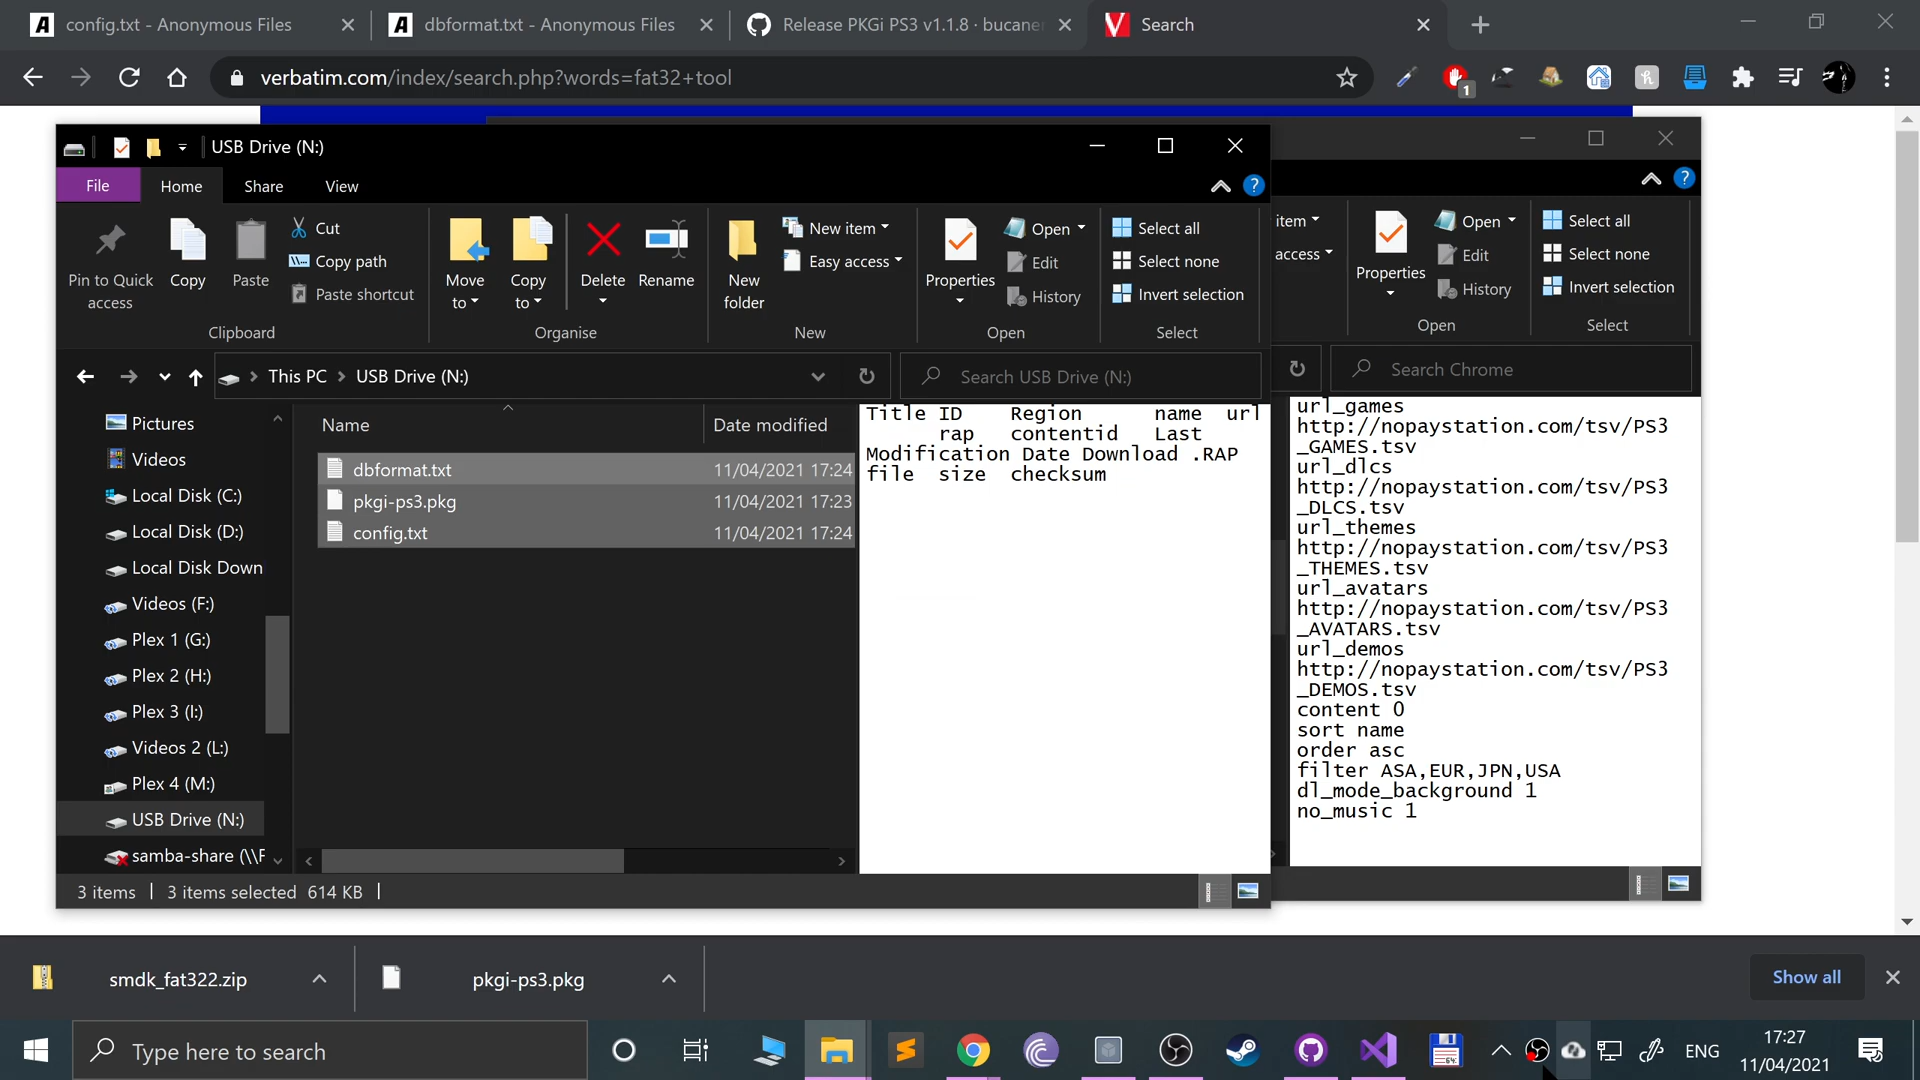 config.txt - Anonymous Files
dbformat.txt - Anonymous Files
Release PKGi PS3 v1.1.8 · bucaner
Search
verbatim.com/index/search.php?words=fat32+tool
1
USB Drive (N:)
File
Home
Share
View
Pin to Quick
access
Copy
Paste
Cut
Copy path
Paste shortcut
Clipboard
Move
to
Copy
to
Delete
Rename
Organise
New
folder
New item
Easy access
New
Properties
Open
Edit
History
Open
Select all
Select none
Invert selection
Select
item
access
Properties
Open
Edit
History
Open
Select all
Select none
Invert selection
Select
This PC
USB Drive (N:)
Search USB Drive (N:)
Search Chrome
Pictures
Videos
Local Disk (C:)
Local Disk (D:)
Local Disk Down
Videos (F:)
Plex 1 (G:)
Plex 2 (H:)
Plex 3 (I:)
Videos 2 (L:)
Plex 4 (M:)
USB Drive (N:)
samba-share (\\F
Name
Date modified
dbformat.txt 11/04/2021 17:24
pkgi-ps3.pkg 11/04/2021 17:23
config.txt 11/04/2021 17:24
Title ID Region name url
rap contentid Last
Modification Date Download .RAP
file size checksum
url_games
http://nopaystation.com/tsv/PS3
_GAMES.tsv
url_dlcs
http://nopaystation.com/tsv/PS3
_DLCS.tsv
url_themes
http://nopaystation.com/tsv/PS3
_THEMES.tsv
url_avatars
http://nopaystation.com/tsv/PS3
_AVATARS.tsv
url_demos
http://nopaystation.com/tsv/PS3
_DEMOS.tsv
content 0
sort name
order asc
filter ASA,EUR,JPN,USA
dl_mode_background 1
no_music 1
3 items
3 items selected 614 KB
smdk_fat322.zip
pkgi-ps3.pkg
Show all
Type here to search
64
ENG
17:27
11/04/2021